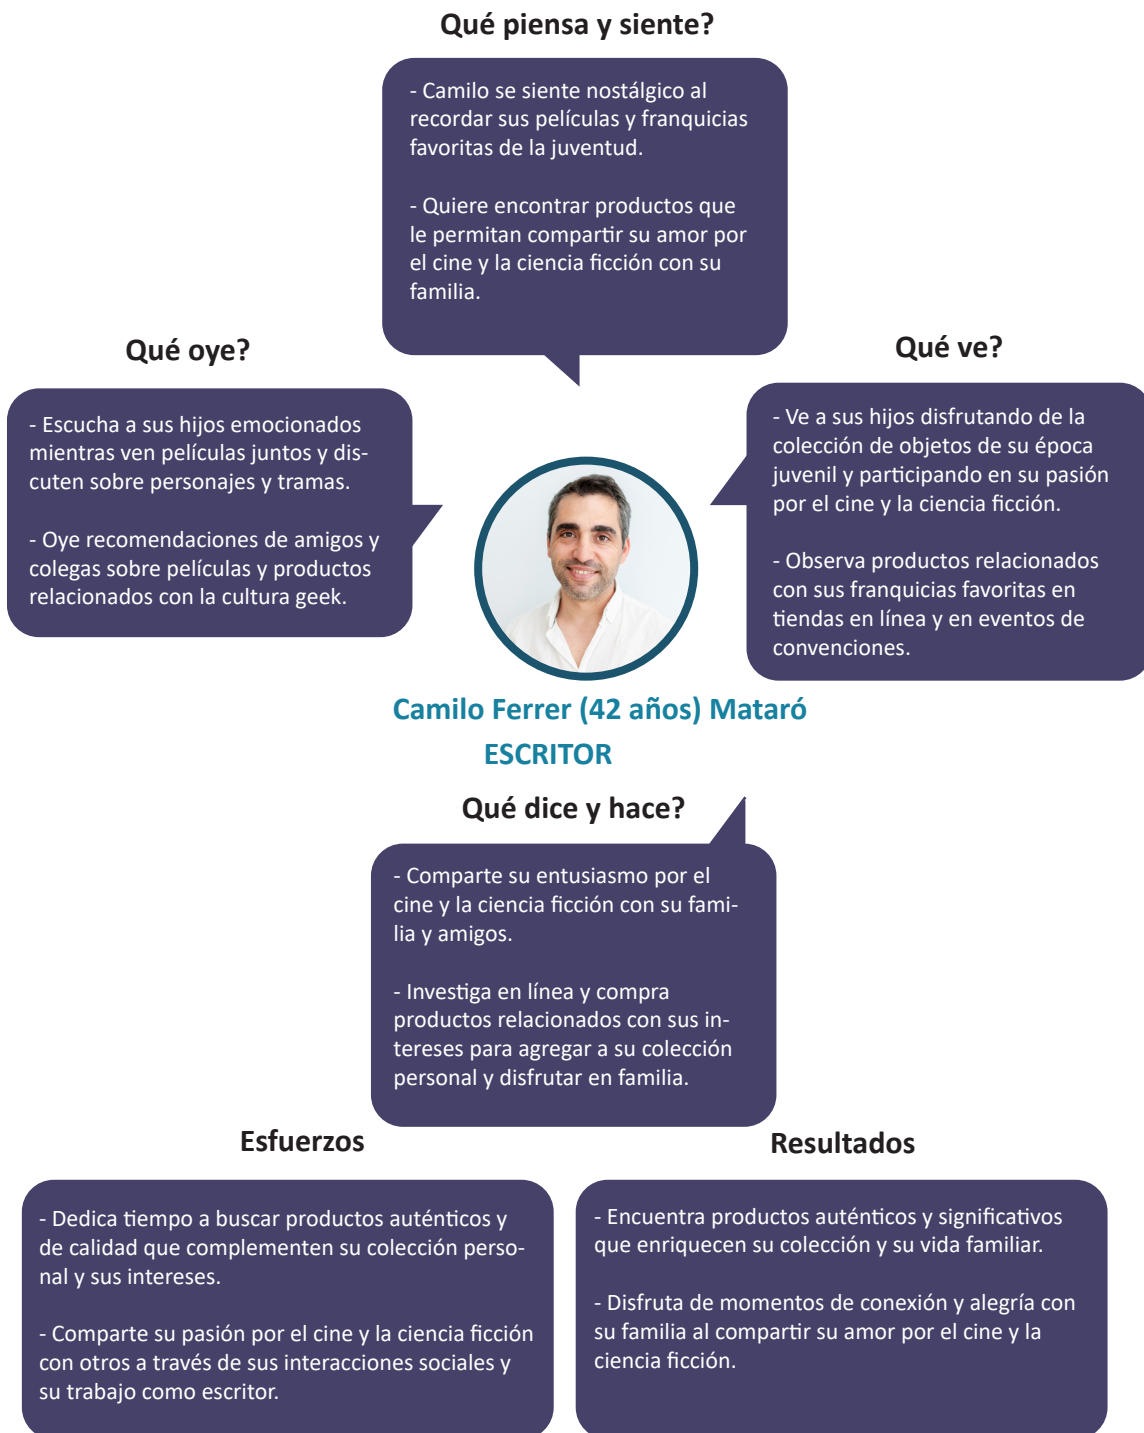 Qué piensa y siente?
- Camilo se siente nostálgico al
recordar sus películas y franquicias
favoritas de la juventud.
- Quiere encontrar productos que
le permitan compartir su amor por
el cine y la ciencia ficción con su
familia.
Qué oye?
- Escucha a sus hijos emocionados
mientras ven películas juntos y dis-
cuten sobre personajes y tramas.
- Oye recomendaciones de amigos y
colegas sobre películas y productos
relacionados con la cultura geek.
Qué ve?
- Ve a sus hijos disfrutando de la
colección de objetos de su época
juvenil y participando en su pasión
por el cine y la ciencia ficción.
- Observa productos relacionados
con sus franquicias favoritas en
tiendas en línea y en eventos de
convenciones.
Camilo Ferrer (42 años) Mataró
ESCRITOR
Qué dice y hace?
- Comparte su entusiasmo por el
cine y la ciencia ficción con su fami-
lia y amigos.
- Investiga en línea y compra
productos relacionados con sus in-
tereses para agregar a su colección
personal y disfrutar en familia.
Esfuerzos
- Dedica tiempo a buscar productos auténticos y
de calidad que complementen su colección perso-
nal y sus intereses.
- Comparte su pasión por el cine y la ciencia ficción
con otros a través de sus interacciones sociales y
su trabajo como escritor.
Resultados
- Encuentra productos auténticos y significativos
que enriquecen su colección y su vida familiar.
- Disfruta de momentos de conexión y alegría con
su familia al compartir su amor por el cine y la
ciencia ficción.